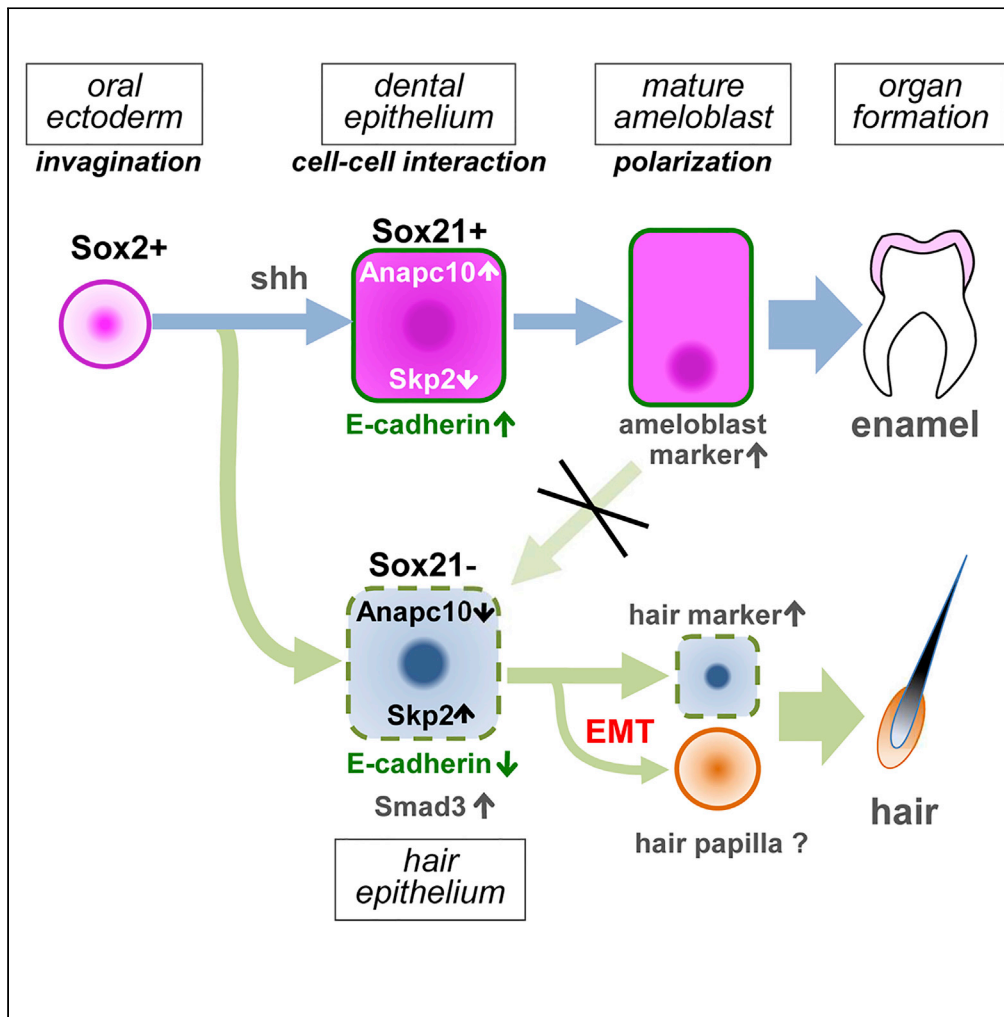 oral
ectoderm
invagination
dental
epithelium
cell-cell interaction
mature
ameloblast
polarization
organ
formation
Sox2+
shh
Sox21+
Anapc10↑
Skp2↓
E-cadherin↑
ameloblast
marker↑
enamel
Sox21-
Anapc10↓
Skp2↑
E-cadherin↓
Smad3↑
hair
epithelium
EMT
hair marker↑
hair papilla ?
hair